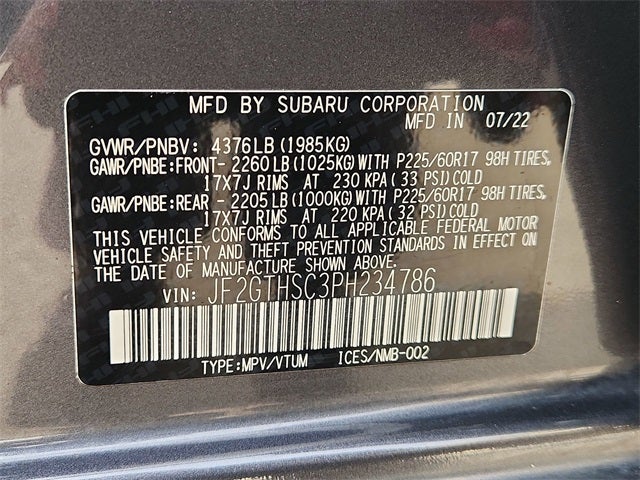 MFD BY SUBARU CORPORATION
MFD IN 07/22
GVWR/PNBV: 4376LB(1985KG)
GAWR/PNBE:FRONT- 2260LB(1025KG)WITH P225/60R17 98H TIRES,
17X7J RIMS AT 230 KPA(33 PSI)COLD
GAWR/PNBE:REAR - 2205LB(1000KG)WITH P225/60R17 98H TIRES,
17X7J RIMS AT 220 KPA(32 PSI)COLD
THIS VEHICLE CONFORMS TO ALL APPLICABLE FEDERAL MOTOR
VEHICLE SAFETY AND THEFT PREVENTION STANDARDS IN EFFECT ON
THE DATE OF MANUFACTURE SHOWN ABOVE.
VIN: JF2GTHSC3PH234786
TYPE:MPV/VTUM ICES/NMB-002